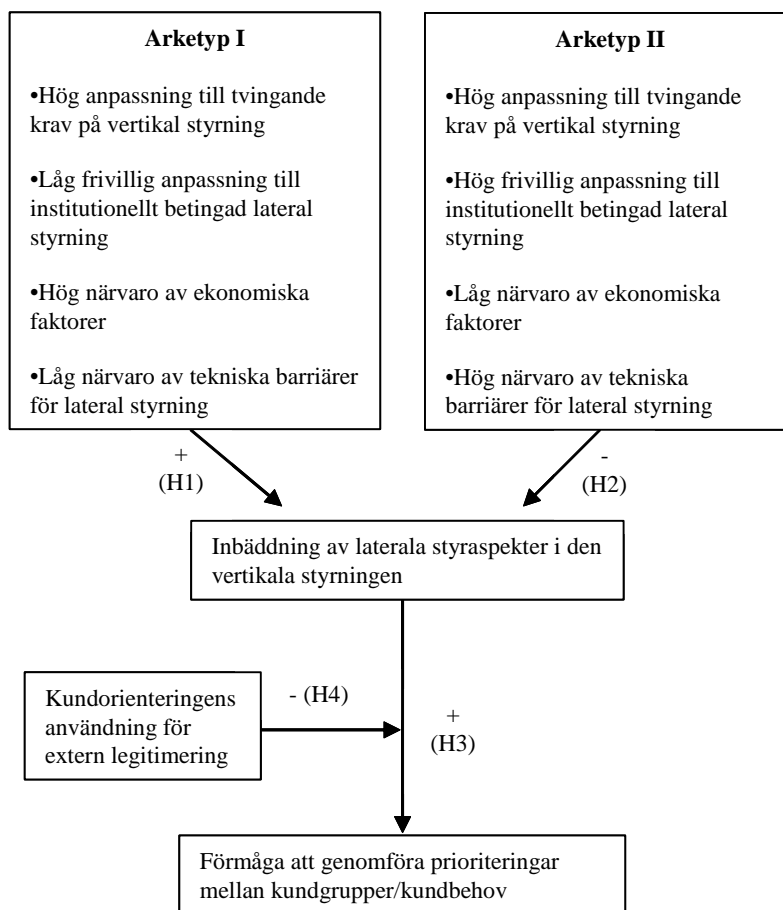 Arketyp I
•Hög anpassning till tvingande
krav på vertikal styrning
•Låg frivillig anpassning till
institutionellt betingad lateral
styrning
•Hög närvaro av ekonomiska
faktorer
•Låg närvaro av tekniska barriärer
för lateral styrning
Arketyp II
•Hög anpassning till tvingande
krav på vertikal styrning
•Hög frivillig anpassning till
institutionellt betingad lateral
styrning
•Låg närvaro av ekonomiska
faktorer
•Hög närvaro av tekniska
barriärer för lateral styrning
+
(H1)
-
(H2)
Inbäddning av laterala styraspekter i den
vertikala styrningen
Kundorienteringens
användning för
extern legitimering
- (H4)
+
(H3)
Förmåga att genomföra prioriteringar
mellan kundgrupper/kundbehov